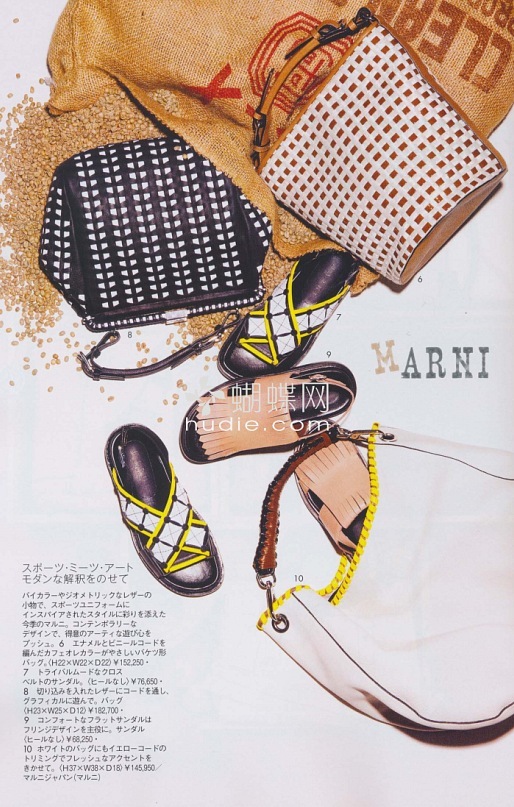 CLEAN
6
8
7
9
MARNI
蝴蝶网
hudie.com
10
スポーツ・ミーツ・アート
モダンな解釈をのせて
バイカラーやジオメトリックなレザーの
小物で、スポーツユニフォームに
インスパイアされたスタイルに彩りを添えた
今季のマルニ。コンテンポラリーな
デザインで、得意のアーティな遊び心を
プッシュ。6 エナメルとビニールコードを
編んだカフェオレカラーがやさしいバケツ形
バッグ。〈H22×W22×D22〉¥152,250・
7 トライバルムードなクロス
ベルトのサンダル。〈ヒールなし〉¥76,650・
8 切り込みを入れたレザーにコードを通し、
グラフィカルに遊んで。バッグ
〈H23×W25×D12〉¥182,700・
9 コンフォートなフラットサンダルは
フリンジデザインを主役に。サンダル
〈ヒールなし〉¥68,250・
10 ホワイトのバッグにもイエローコードの
トリミングでフレッシュなアクセントを
きかせて。〈H37×W38×D18〉¥145,950／
マルニジャパン(マルニ)